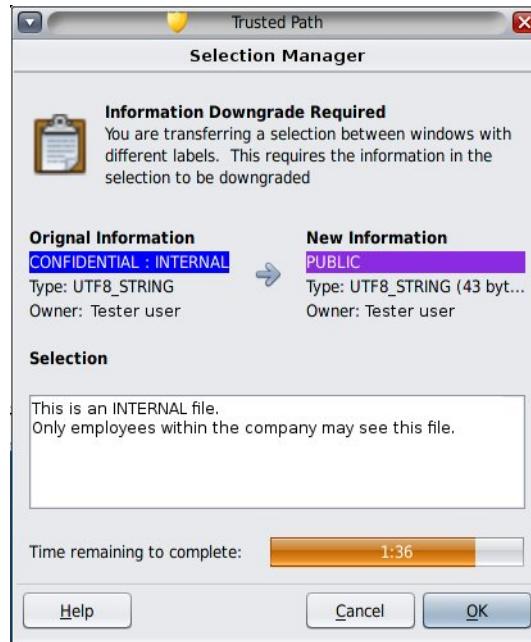 Trusted Path
Selection Manager
Information Downgrade Required
You are transferring a selection between windows with
different labels. This requires the information in the
selection to be downgraded
Orignal Information
New Information
CONFIDENTIAL : INTERNAL
PUBLIC
Type: UTF8_STRING
Type: UTF8_STRING (43 byt...
Owner: Tester user
Owner: Tester user
Selection
This is an INTERNAL file.
Only employees within the company may see this file.
Time remaining to complete:
1:36
Help
Cancel
OK